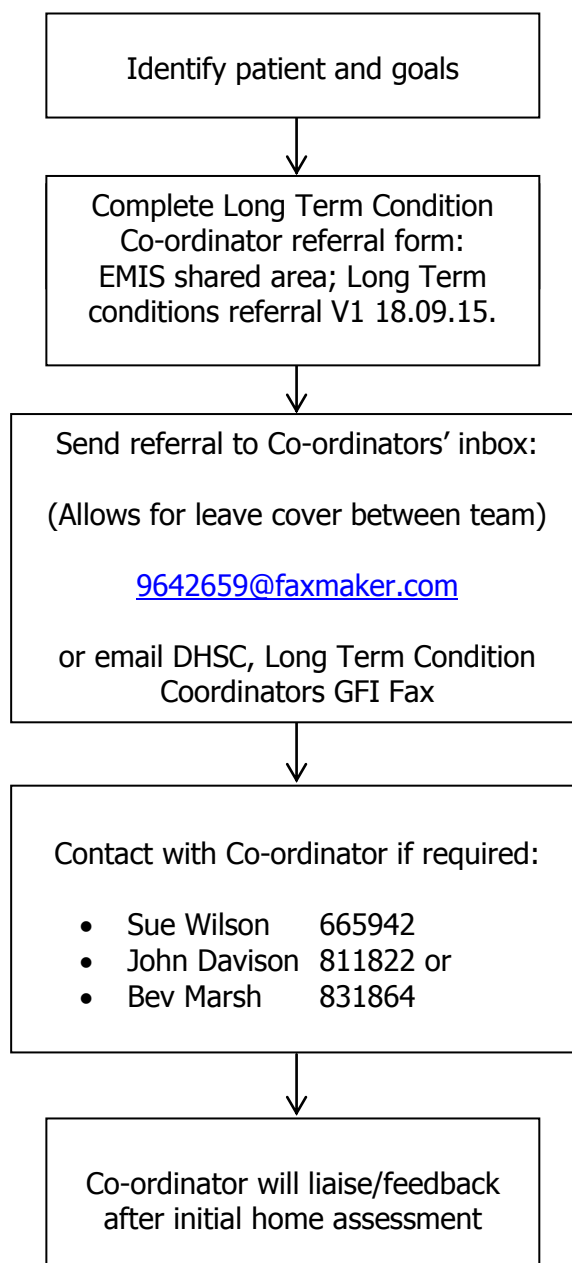 Identify patient and goals
Complete Long Term Condition
Co-ordinator referral form:
EMIS shared area; Long Term
conditions referral V1 18.09.15.
Send referral to Co-ordinators’ inbox:
(Allows for leave cover between team)
9642659@faxmaker.com
or email DHSC, Long Term Condition
Coordinators GFI Fax
Contact with Co-ordinator if required:
• Sue Wilson 665942
• John Davison 811822 or
• Bev Marsh 831864
Co-ordinator will liaise/feedback
after initial home assessment